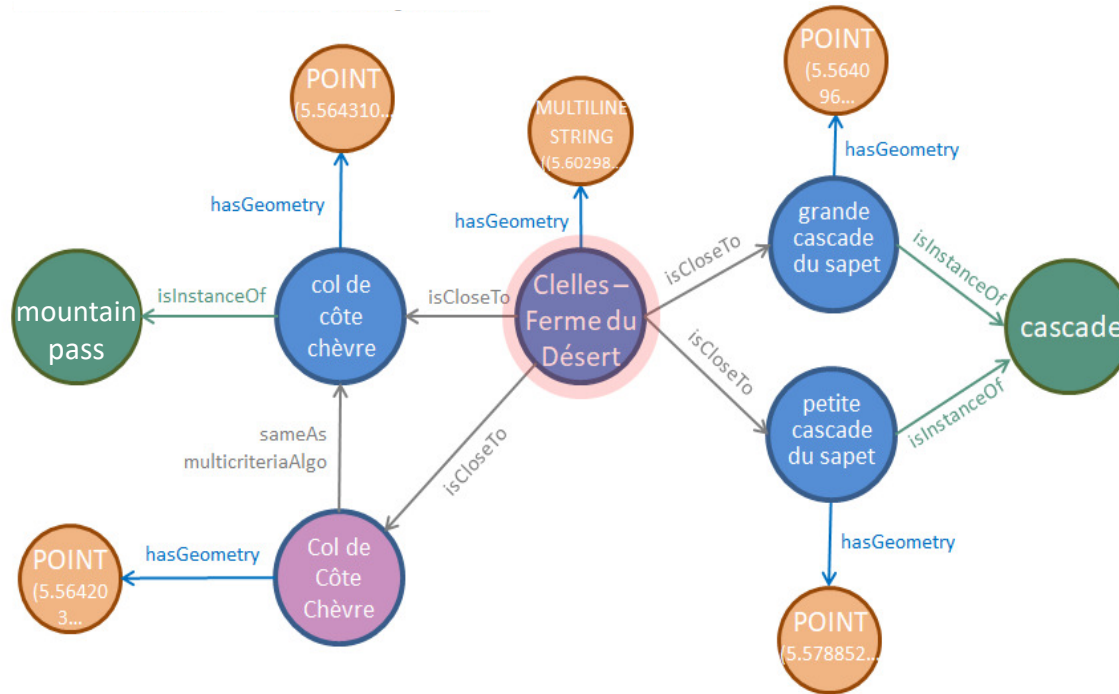 POINT
(5.564310...
MULTILINE
STRING
((5.60298...
POINT
(5.5640
96...
hasGeometry
hasGeometry
hasGeometry
mountain
pass
isInstanceOf
col de
côte
chèvre
isCloseTo
Clelles –
Ferme du
Désert
isCloseTo
grande
cascade
du sapet
isInstanceOf
cascade
isCloseTo
petite
cascade
du sapet
isInstanceOf
sameAs
multicriteriaAlgo
isCloseTo
POINT
(5.56420
3...
hasGeometry
Col de
Côte
Chèvre
hasGeometry
POINT
(5.578852...